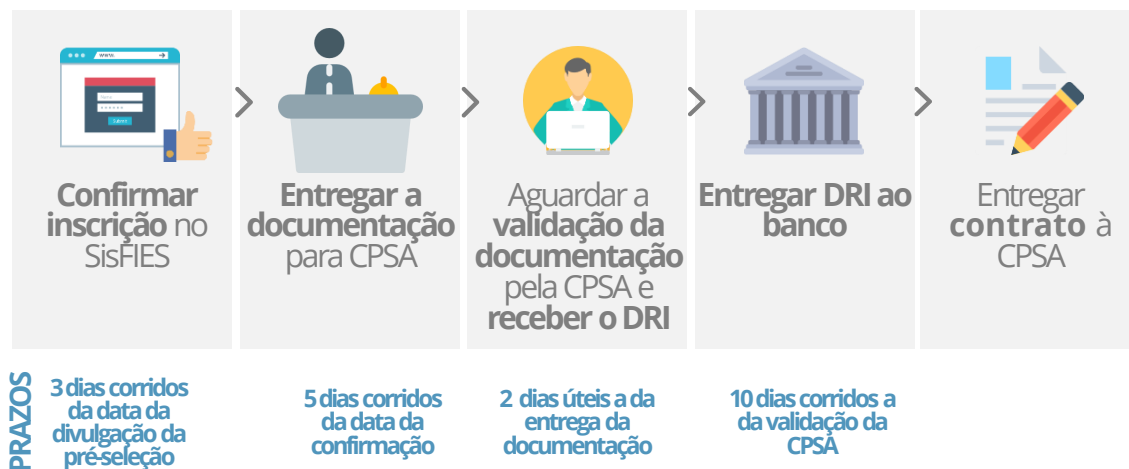 www.
Confirmar
inscrição no
SisFIES
Entregar a
documentação
para CPSA
Aguardar a
validação da
documentação
pela CPSA e
receber o DRI
Entregar DRI ao
banco
Entregar
contrato à
CPSA
PRAZOS
3 dias corridos
da data da
divulgação da
pré-seleção
5 dias corridos
da data da
confirmação
2 dias úteis a da
entrega da
documentação
10 dias corridos a
da validação da
CPSA